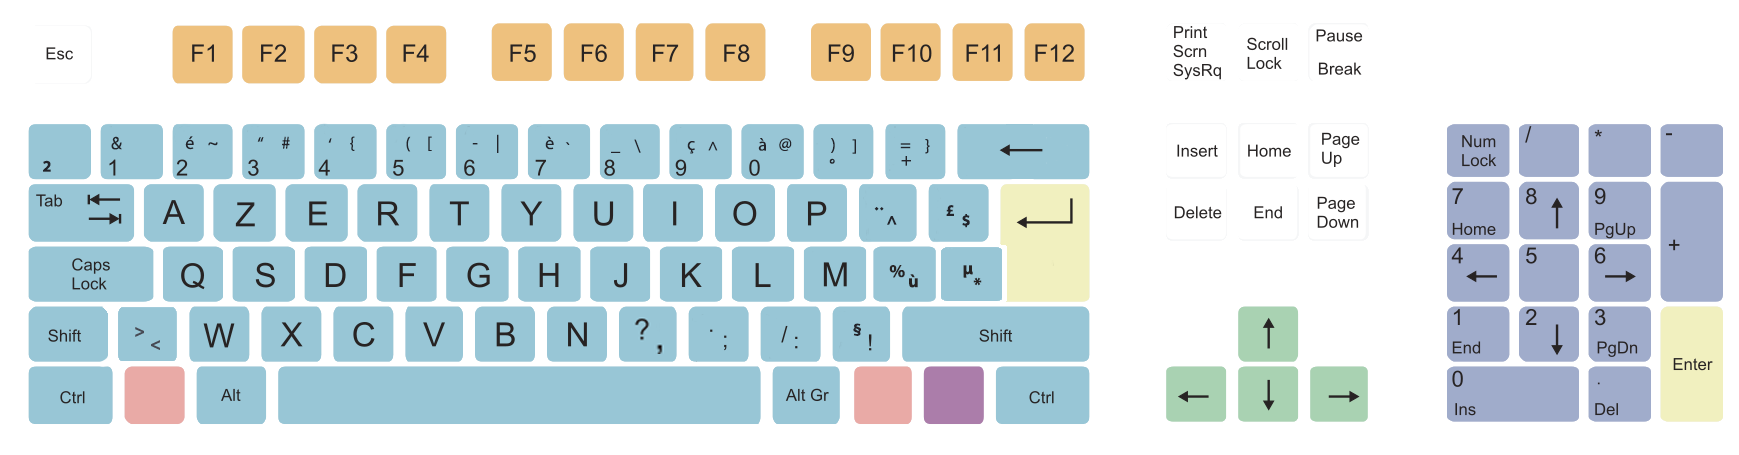 Esc F1 F2 F3 F4 F5 F6 F7 F8 F9 F10 F11 F12
Print
Scrn
SysRq
Scroll
Lock
Pause
Break
²
&
1
é ~
2
" #
3
' {
4
( [
5
- |
6
è `
7
_ \
8
ç ^
9
à @
0
) ]
°
= }
+
←
Insert Home Page
Up
Num
Lock
/ * -
Tab A Z E R T Y U I O P ¨ ^ £ $
Delete End Page
Down
7
Home
8 ↑
9
PgUp
+
Caps
Lock
Q S D F G H J K L M % ù µ *
4 ←
5
6 →
Shift > < W X C V B N ? , . ; / : § ! Shift
↑
1
End
2 ↓
3
PgDn
Enter
Ctrl Alt Alt Gr Ctrl
← ↓ →
0
Ins
.
Del